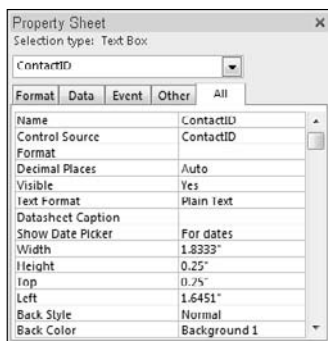 Property Sheet
Selection type: Text Box
ContactID
Format Data Event Other All
Name ContactID
Control Source ContactID
Format
Decimal Places Auto
Visible Yes
Text Format Plain Text
Datasheet Caption
Show Date Picker For dates
Width 1.8333"
Height 0.25"
Top 0.25"
Left 1.6451"
Back Style Normal
Back Color Background 1